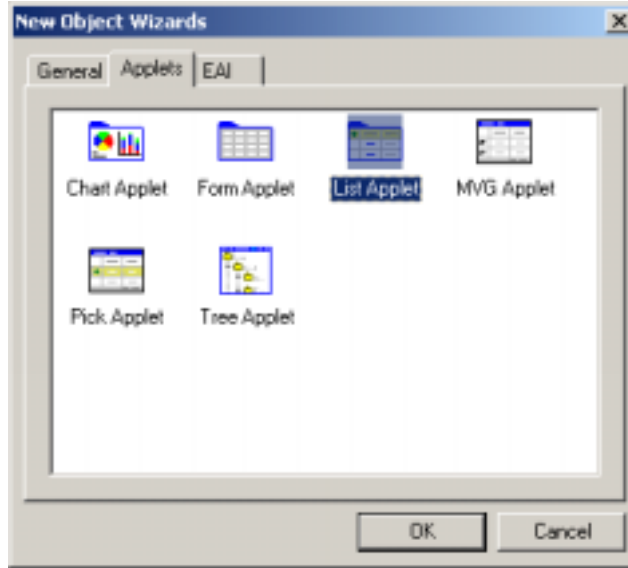 New Object Wizards
General Applets EAI
Chart Applet Form Applet List Applet MVG Applet
Pick Applet Tree Applet
OK Cancel